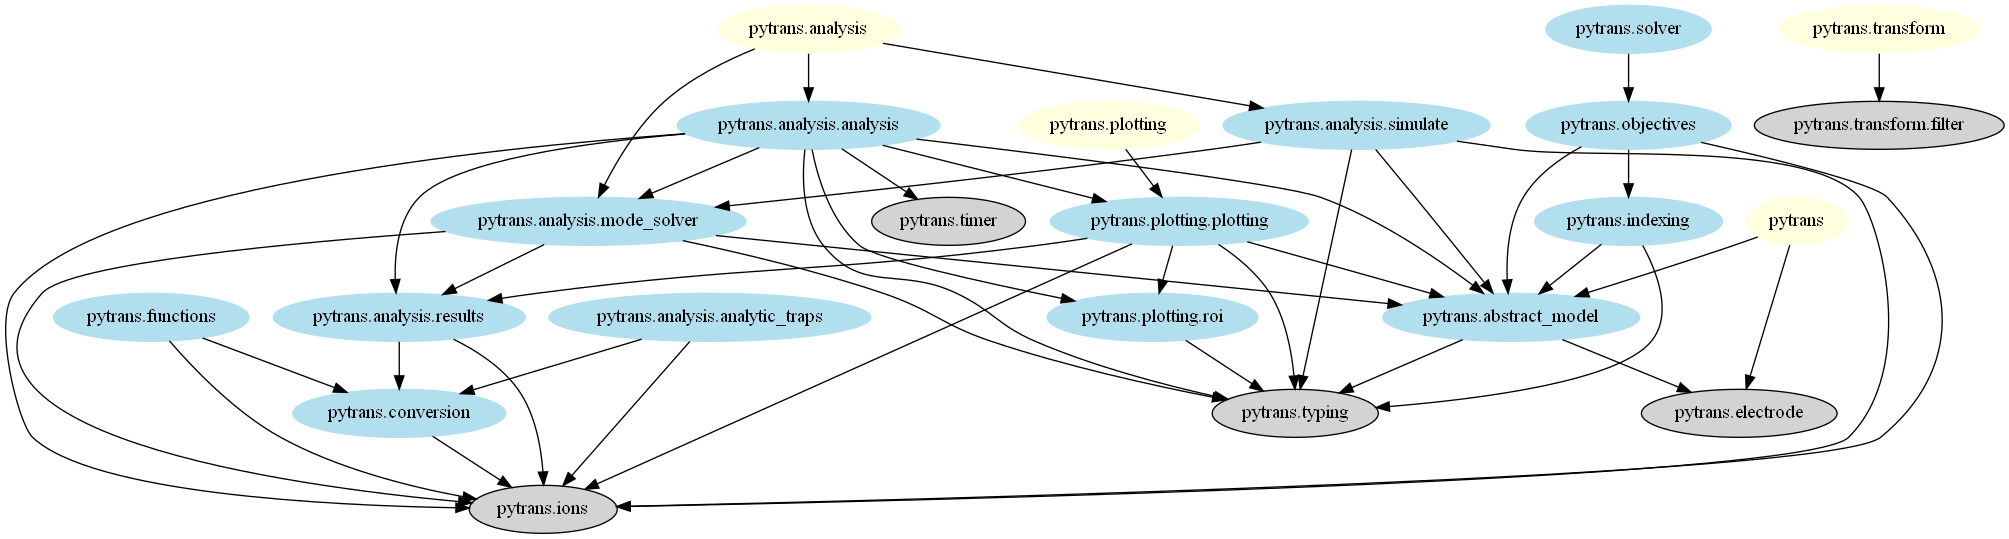 pytrans.analysis
pytrans.solver
pytrans.transform
pytrans.analysis.analysis
pytrans.plotting
pytrans.analysis.simulate
pytrans.objectives
pytrans.transform.filter
pytrans.analysis.mode_solver
pytrans.timer
pytrans.plotting.plotting
pytrans.indexing
pytrans
pytrans.functions
pytrans.analysis.results
pytrans.analysis.analytic_traps
pytrans.plotting.roi
pytrans.abstract_model
pytrans.conversion
pytrans.typing
pytrans.electrode
pytrans.ions